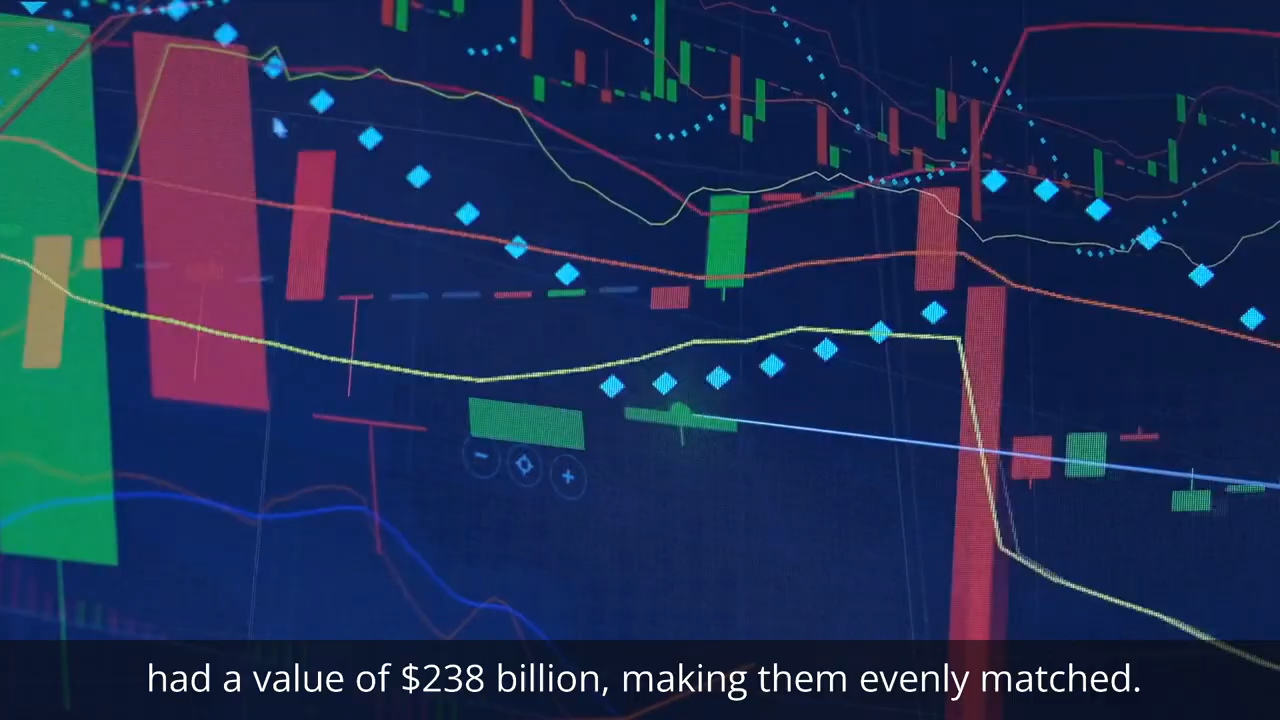 had a value of $238 billion, making them evenly matched.